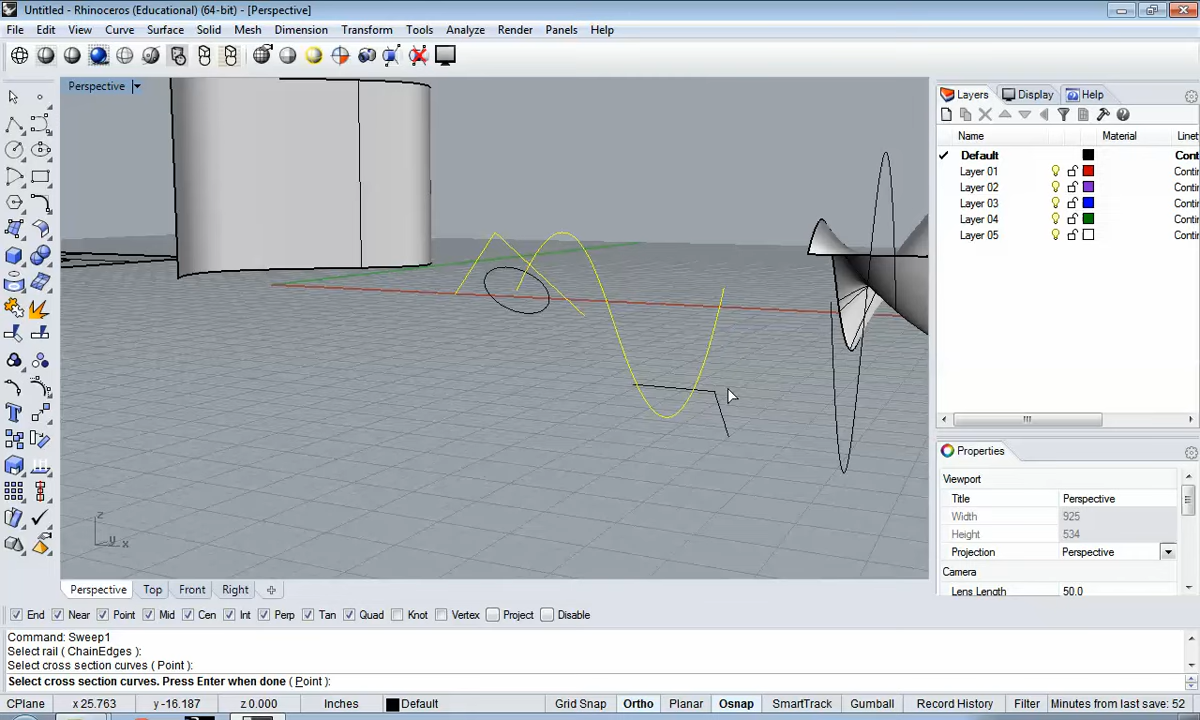 Untitled - Rhinoceros (Educational) (64-bit) - [Perspective]
File Edit View Curve Surface Solid Mesh Dimension Transform Tools Analyze Render Panels Help
Perspective
Layers Display Help
Name Material Linet
Default Conti
Layer 01 Contin
Layer 02 Contin
Layer 03 Contin
Layer 04 Contin
Layer 05 Contin
Properties
Viewport
Title Perspective
Width 925
Height 534
Projection Perspective
Camera
Lens Length 50.0
z
y x
Perspective Top Front Right
End Near Point Mid Cen Int Perp Tan Quad Knot Vertex Project Disable
Command: Sweep1
Select rail ( ChainEdges ):
Select cross section curves ( Point ):
Select cross section curves. Press Enter when done ( Point ):
CPlane x 25.763 y -16.187 z 0.000 Inches Default Grid Snap Ortho Planar Osnap SmartTrack Gumball Record History Filter Minutes from last save: 52